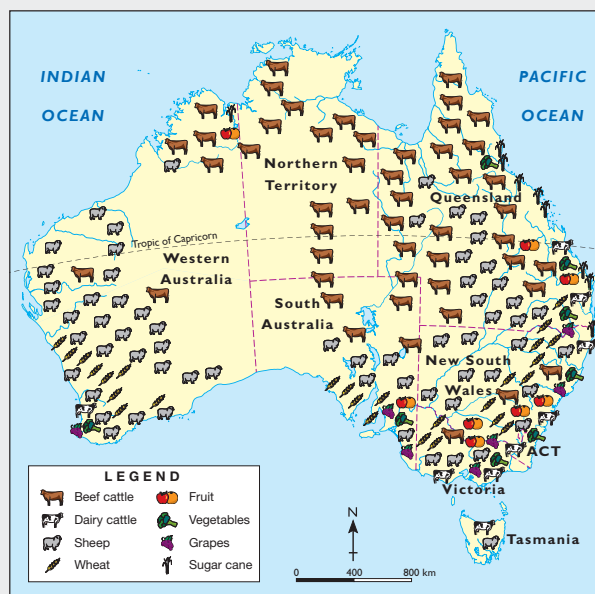 INDIAN
OCEAN
PACIFIC
OCEAN
Northern
Territory
Queensland
Tropic of Capricorn
Western
Australia
South
Australia
New South
Wales
ACT
Victoria
Tasmania
LEGEND
Beef cattle
Fruit
Dairy cattle
Vegetables
Sheep
Grapes
Wheat
Sugar cane
N
0 400 800 km